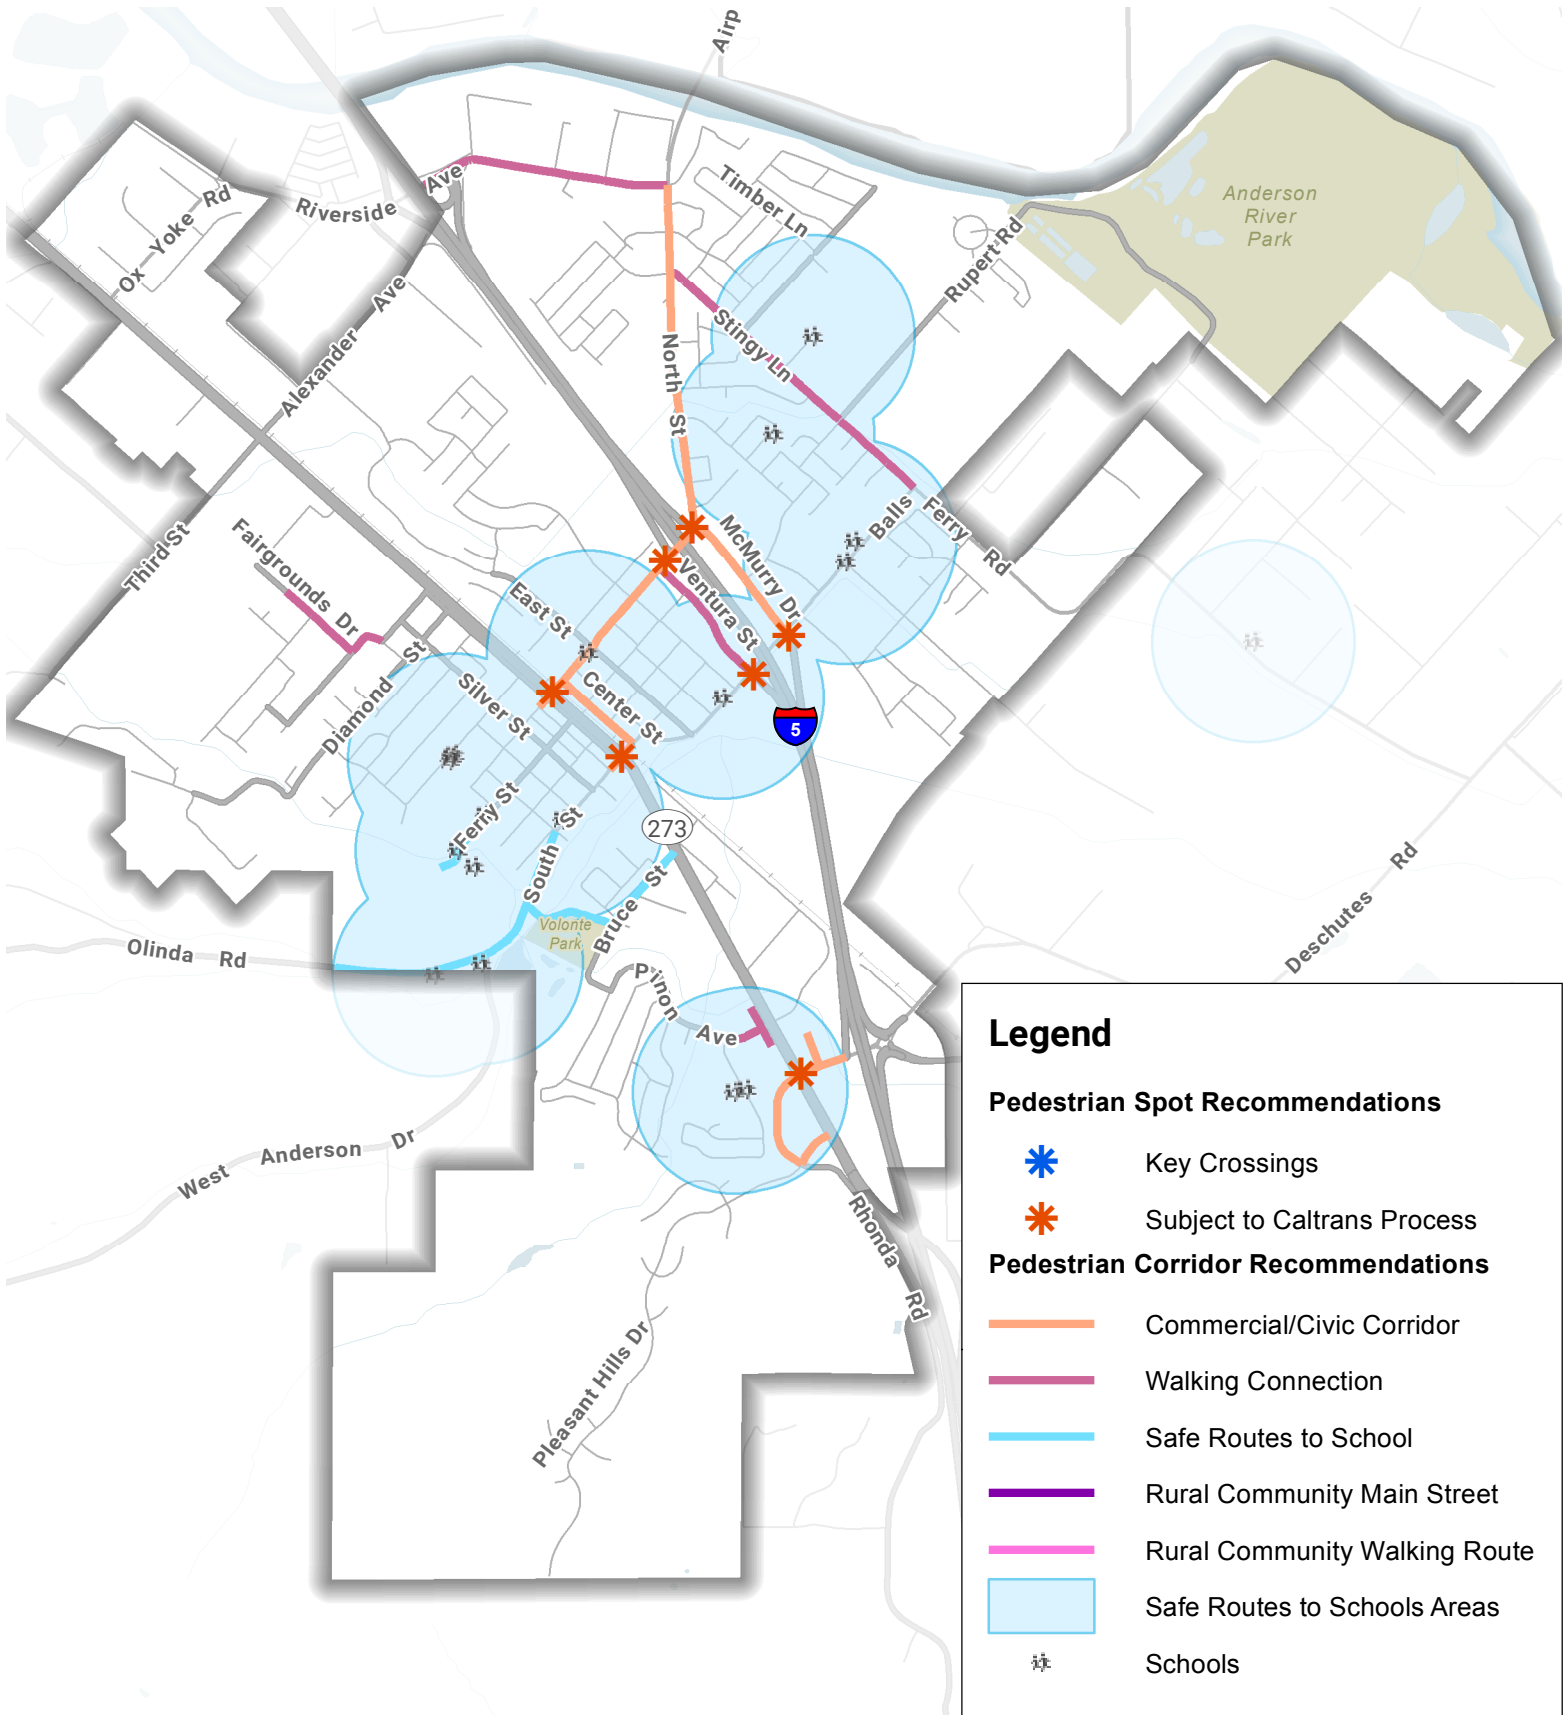 Airp
Timber Ln
Anderson
River
Park
Ox Yoke Rd
Riverside Ave
Rupert Rd
Alexander Ave
Stingy Ln
North St
Balls Ferry Rd
McMurry Dr
Third St
Fairgrounds Dr
Ventura St
East St
Diamond St
Silver St
Center St
5
Ferry St
South St
273
Bruce St
Volonte
Park
Olinda Rd
Deschutes Rd
Pinon Ave
West Anderson Dr
Rhonda Rd
Pleasant Hills Dr
Legend
Pedestrian Spot Recommendations
Key Crossings
Subject to Caltrans Process
Pedestrian Corridor Recommendations
Commercial/Civic Corridor
Walking Connection
Safe Routes to School
Rural Community Main Street
Rural Community Walking Route
Safe Routes to Schools Areas
Schools